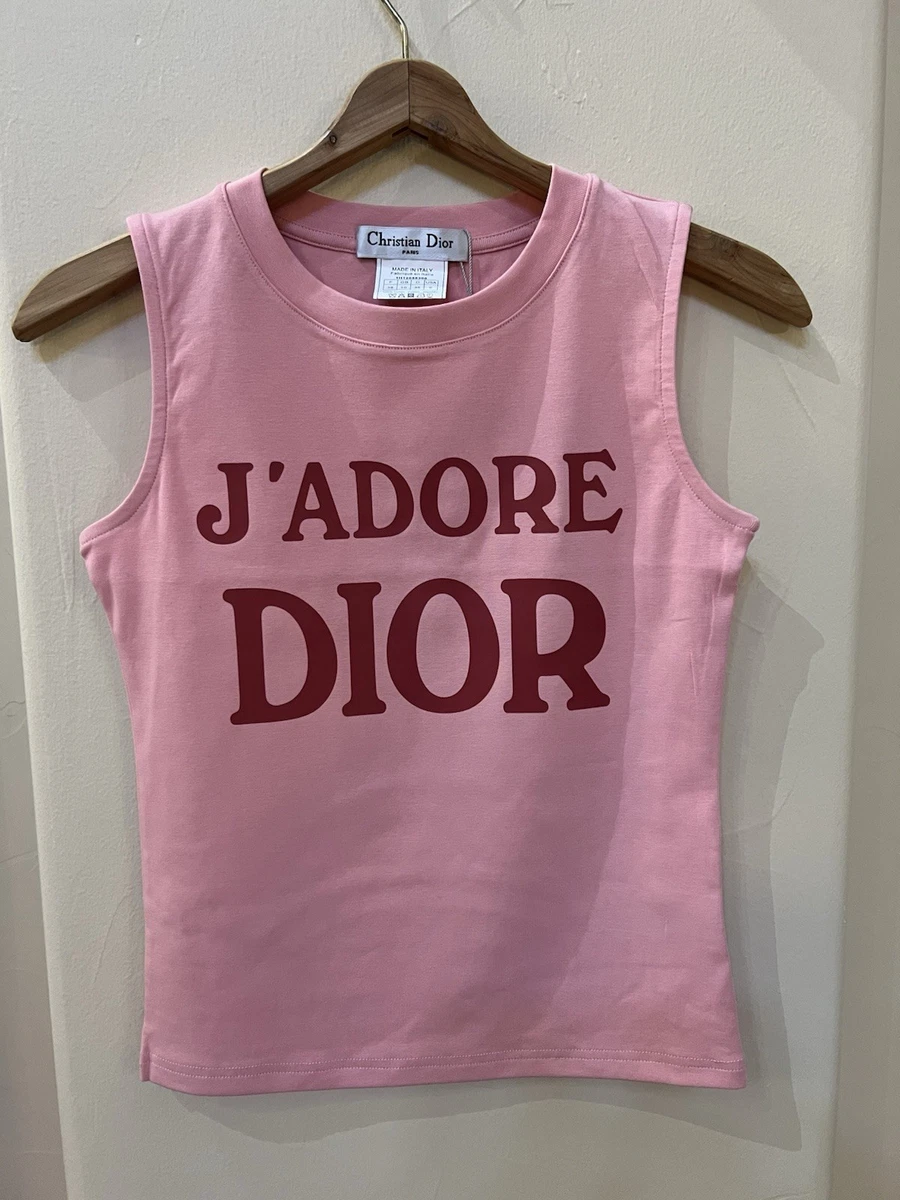 Christian Dior
PARIS
MADE IN ITALY
J'ADORE
DIOR